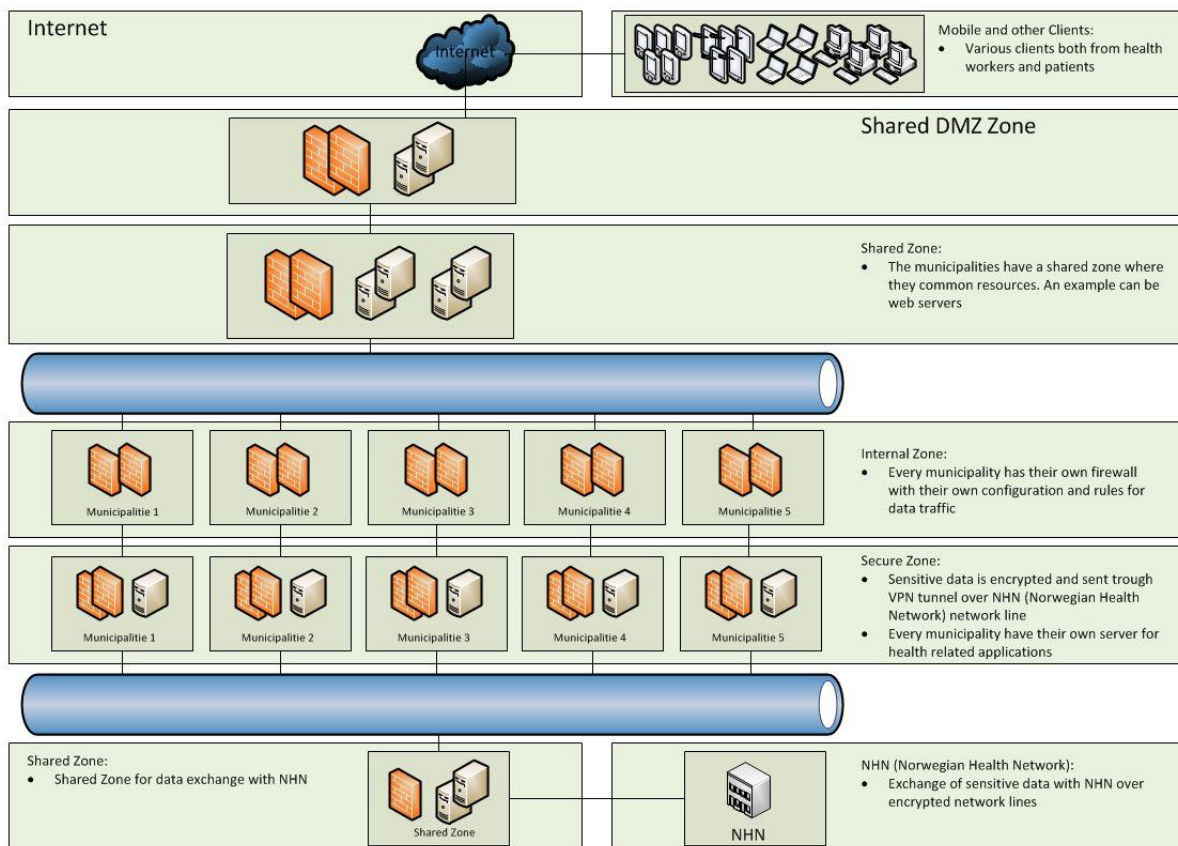 Internet
Internet
Mobile and other Clients:
• Various clients both from health
workers and patients
Shared DMZ Zone
Shared Zone:
• The municipalities have a shared zone where
they common resources. An example can be
web servers
Municipalitie 1
Municipalitie 2
Municipalitie 3
Municipalitie 4
Municipalitie 5
Internal Zone:
• Every municipality has their own firewall
with their own configuration and rules for
data traffic
Municipalitie 1
Municipalitie 2
Municipalitie 3
Municipalitie 4
Municipalitie 5
Secure Zone:
• Sensitive data is encrypted and sent trough
VPN tunnel over NHN (Norwegian Health
Network) network line
• Every municipality have their own server for
health related applications
Shared Zone:
• Shared Zone for data exchange with NHN
Shared Zone
NHN
NHN (Norwegian Health Network):
• Exchange of sensitive data with NHN over
encrypted network lines